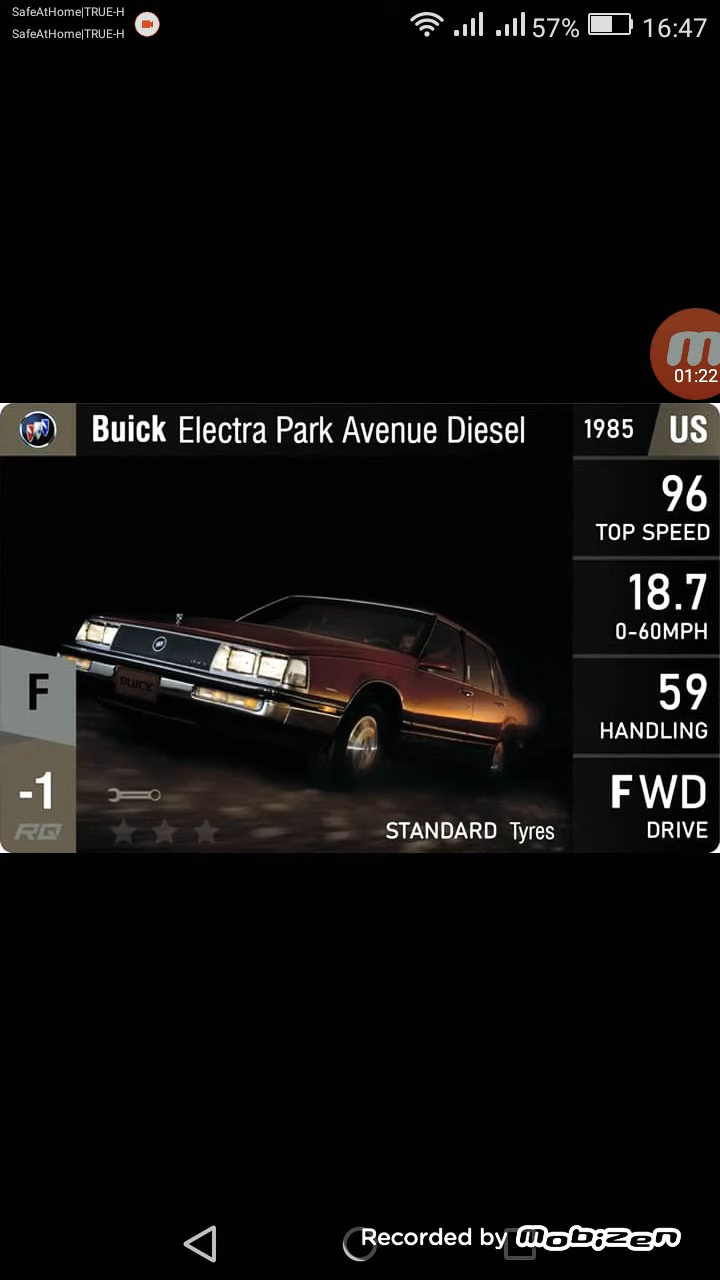 SafeAtHome|TRUE-H
SafeAtHome|TRUE-H
57% 16:47
01:22
Buick Electra Park Avenue Diesel 1985 US
96
TOP SPEED
18.7
0-60MPH
59
HANDLING
FWD
DRIVE
F
-1
RQ
BUICK
STANDARD Tyres
Recorded by Mobizen